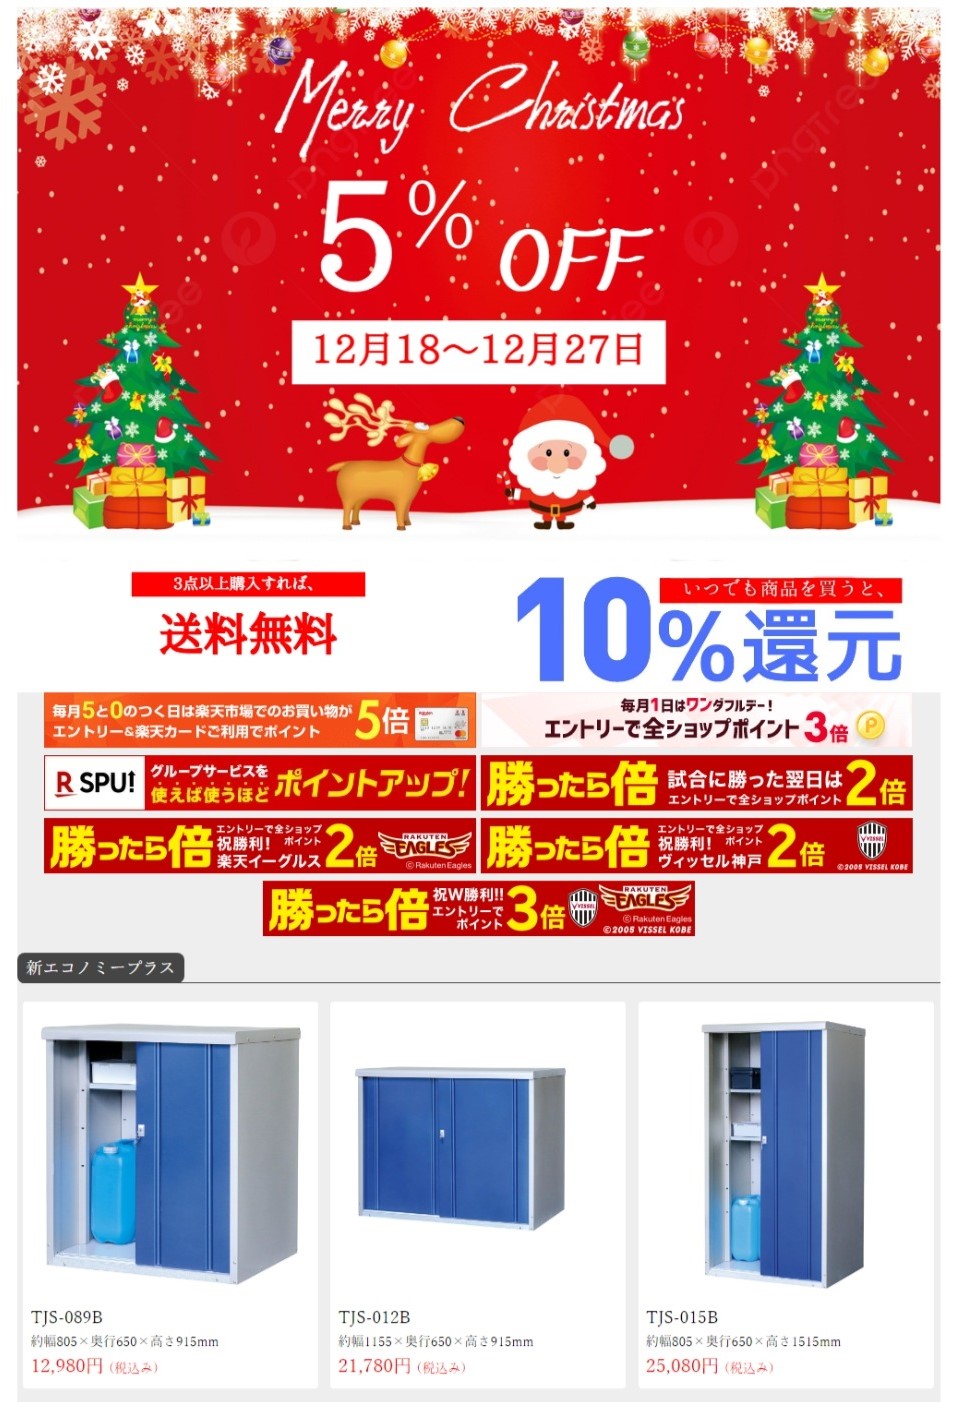 Merry Christmas
5% OFF
12月18～12月27日
3点以上購入すれば、
送料無料
いつでも商品を買うと、
10%還元
毎月5と0のつく日は楽天市場でのお買い物が
エントリー&楽天カードご利用でポイント
5倍
毎月1日はワンダフルデー!
エントリーで全ショップポイント3倍
P
R SPU!
グループサービスを
使えば使うほど
ポイントアップ!
勝ったら倍
試合に勝った翌日は
エントリーで全ショップポイント
2倍
勝ったら倍
エントリーで全ショップ
祝勝利! ポイント
楽天イーグルス
2倍
RAKUTEN
EAGLES
© Rakuten Eagles
勝ったら倍
エントリーで全ショップ
祝勝利! ポイント
ヴィッセル神戸
2倍
VISSEL
©2005 VISSEL KOBE
勝ったら倍
祝W勝利!!
エントリーで
ポイント
3倍
VISSEL
RAKUTEN
EAGLES
© Rakuten Eagles
©2005 VISSEL KOBE
新エコノミープラス
TJS-089B
約幅805×奥行650×高さ915mm
12,980円（税込み）
TJS-012B
約幅1155×奥行650×高さ915mm
21,780円（税込み）
TJS-015B
約幅805×奥行650×高さ1515mm
25,080円（税込み）